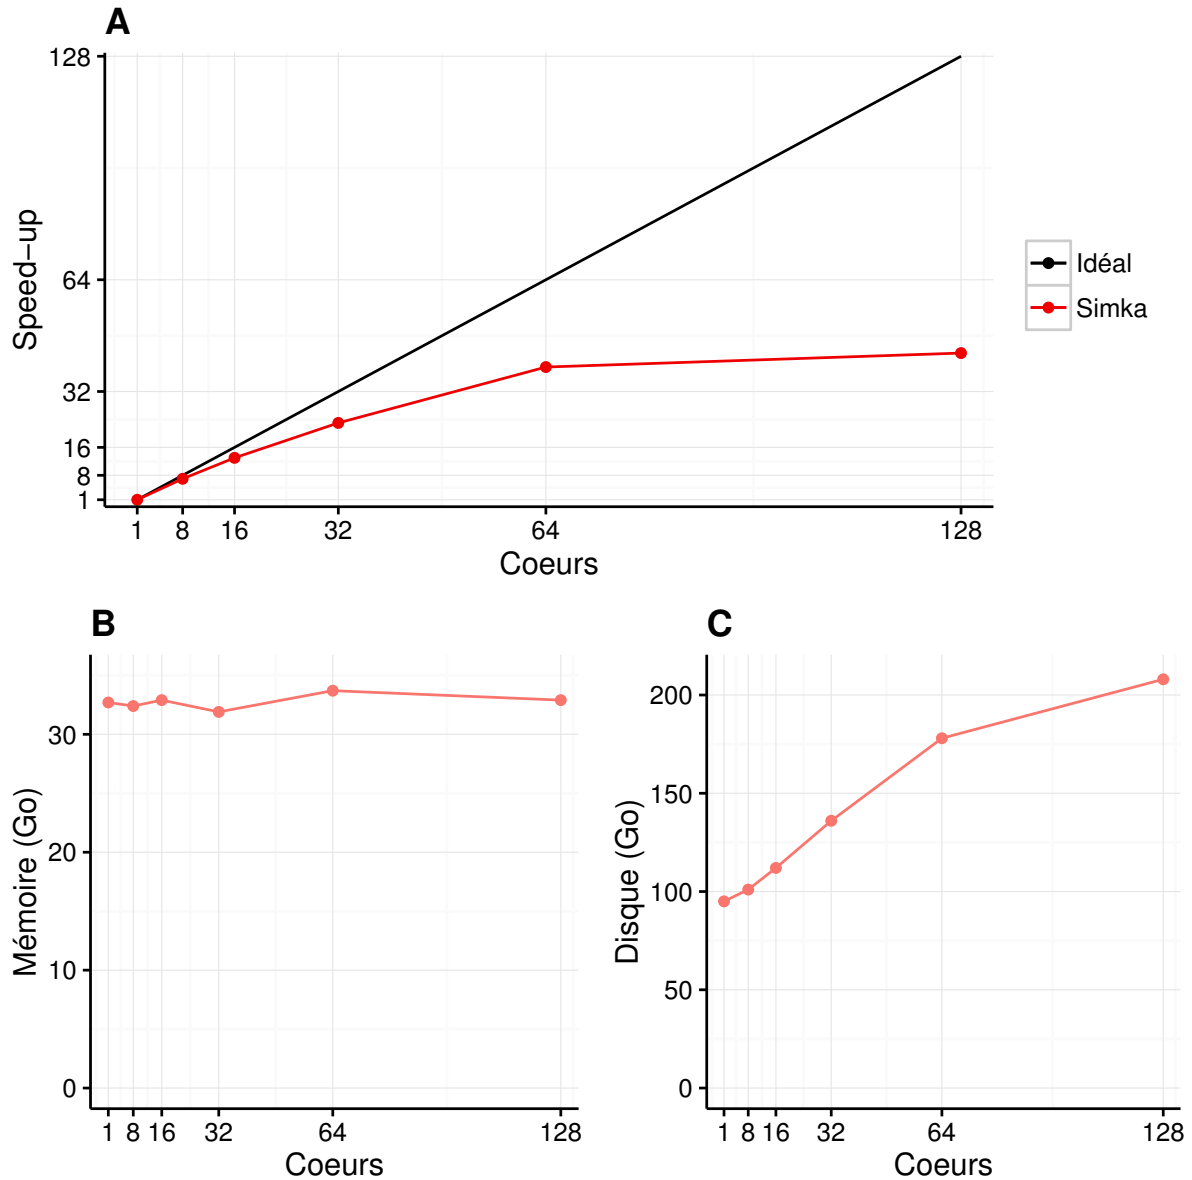 A
128
64
32
16
8
1
Speed-up
1 8 16 32 64 128
Coeurs
Idéal
Simka
B
30
20
10
0
Mémoire (Go)
1 8 16 32 64 128
Coeurs
C
200
150
100
50
0
Disque (Go)
1 8 16 32 64 128
Coeurs